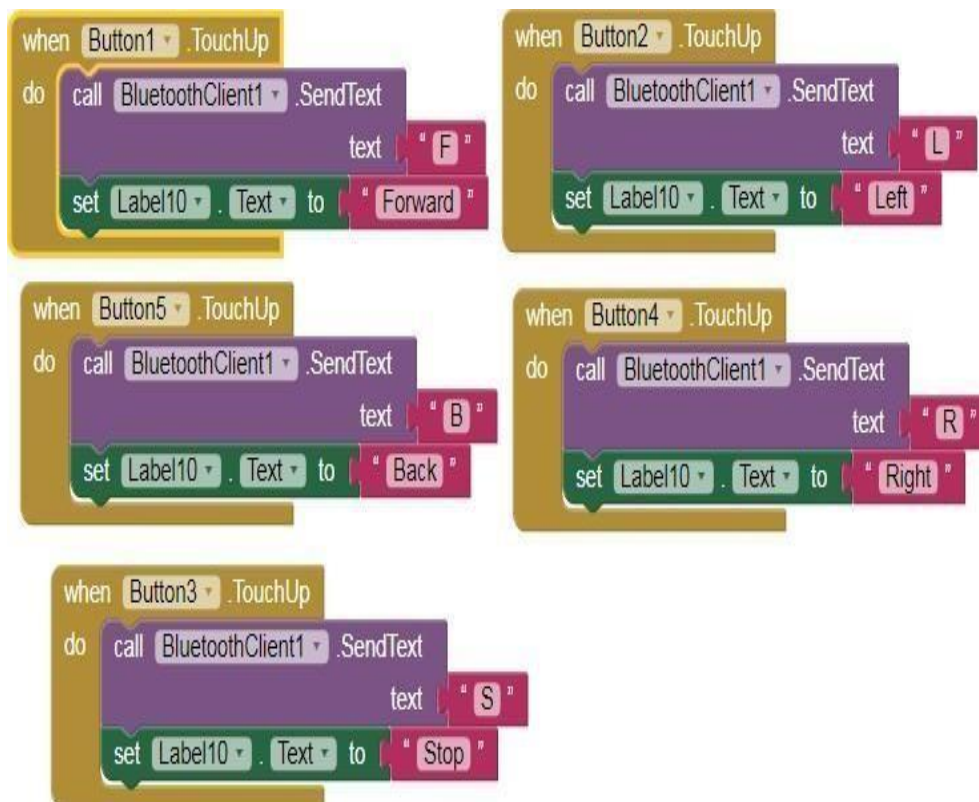 when Button1 .TouchUp
do call BluetoothClient1 .SendText
text " F "
set Label10 . Text to " Forward "
when Button2 .TouchUp
do call BluetoothClient1 .SendText
text " L "
set Label10 . Text to " Left "
when Button5 .TouchUp
do call BluetoothClient1 .SendText
text " B "
set Label10 . Text to " Back "
when Button4 .TouchUp
do call BluetoothClient1 .SendText
text " R "
set Label10 . Text to " Right "
when Button3 .TouchUp
do call BluetoothClient1 .SendText
text " S "
set Label10 . Text to " Stop "